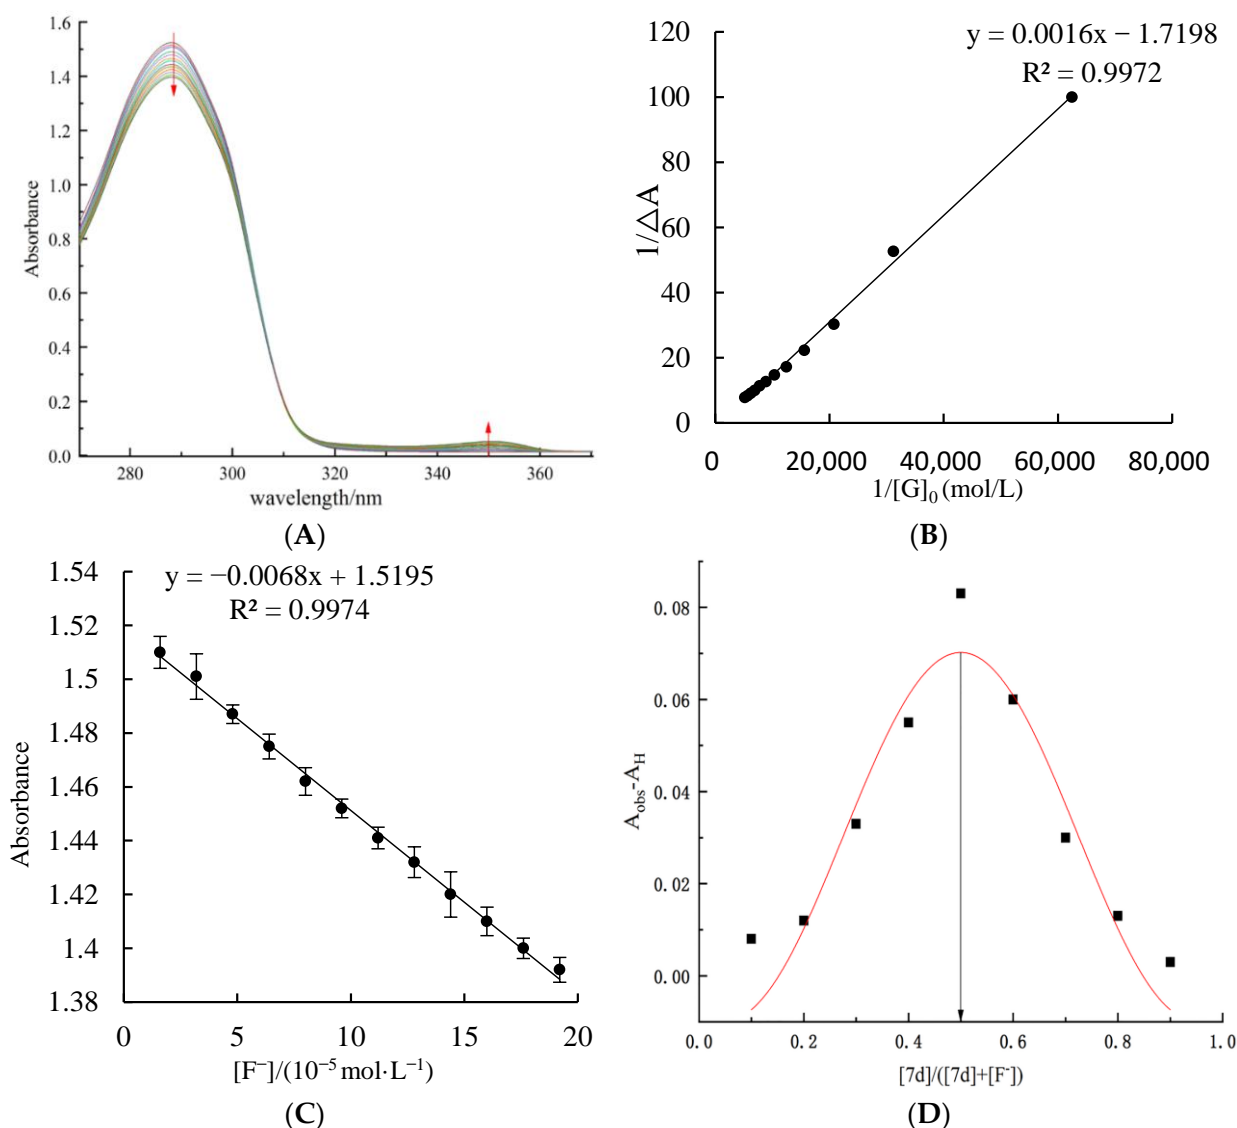 1.6
1.4
1.2
1.0
0.8
0.6
0.4
0.2
0.0
Absorbance
280 300 320 340 360
wavelength/nm
(A)
y = 0.0016x − 1.7198
R² = 0.9972
120
100
80
60
40
20
0
1/△A
0 20,000 40,000 60,000 80,000
1/[G]₀ (mol/L)
(B)
y = −0.0068x + 1.5195
R² = 0.9974
1.54
1.52
1.5
1.48
1.46
1.44
1.42
1.4
1.38
Absorbance
0 5 10 15 20
[F⁻]/(10⁻⁵ mol·L⁻¹)
(C)
0.08
0.06
0.04
0.02
0.00
A_obs-A_H
0.0 0.2 0.4 0.6 0.8 1.0
[7d]/([7d]+[F⁻])
(D)